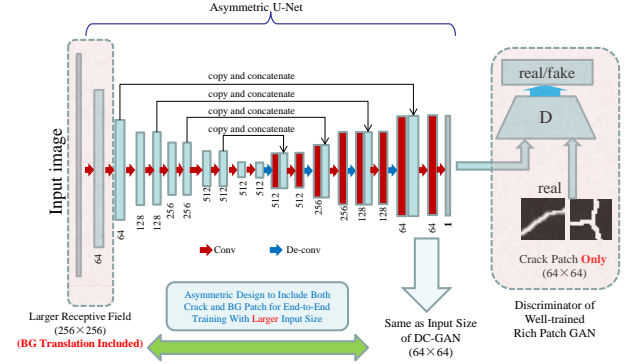 Asymmetric U-Net
copy and concatenate
copy and concatenate
copy and concatenate
copy and concatenate
Input image
64
64
128
128
256
256
512
512
512
512
512
512
256
256
128
128
64
64
1
Conv
De-conv
real/fake
D
real
Crack Patch Only
(64×64)
Discriminator of
Well-trained
Rich Patch GAN
Larger Receptive Field
(256×256)
(BG Translation Included)
Asymmetric Design to Include Both
Crack and BG Patch for End-to-End
Training With Larger Input Size
Same as Input Size
of DC-GAN
(64×64)